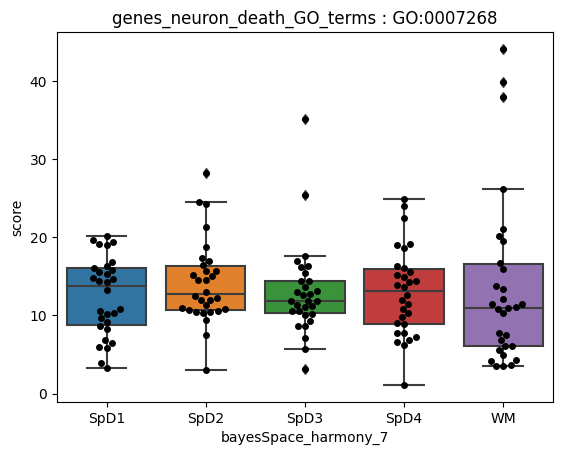 genes_neuron_death_GO_terms : GO:0007268
40
30
20
10
0
score
SpD1 SpD2 SpD3 SpD4 WM
bayesSpace_harmony_7